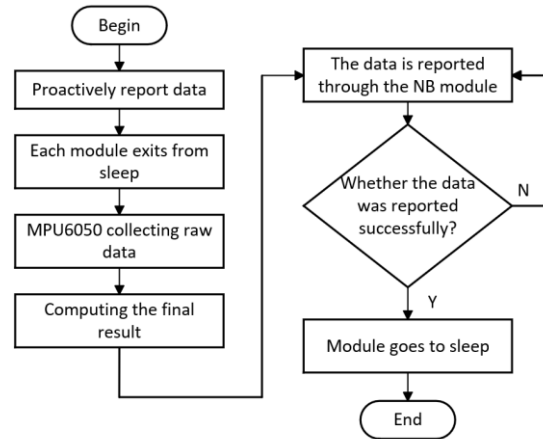 Begin
Proactively report data
Each module exits from
sleep
MPU6050 collecting raw
data
Computing the final
result
The data is reported
through the NB module
Whether the data
was reported
successfully?
N
Y
Module goes to sleep
End